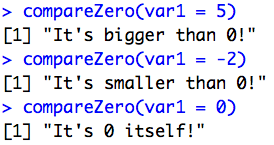 > compareZero(var1 = 5)
[1] "It's bigger than 0!"
> compareZero(var1 = -2)
[1] "It's smaller than 0!"
> compareZero(var1 = 0)
[1] "It's 0 itself!"